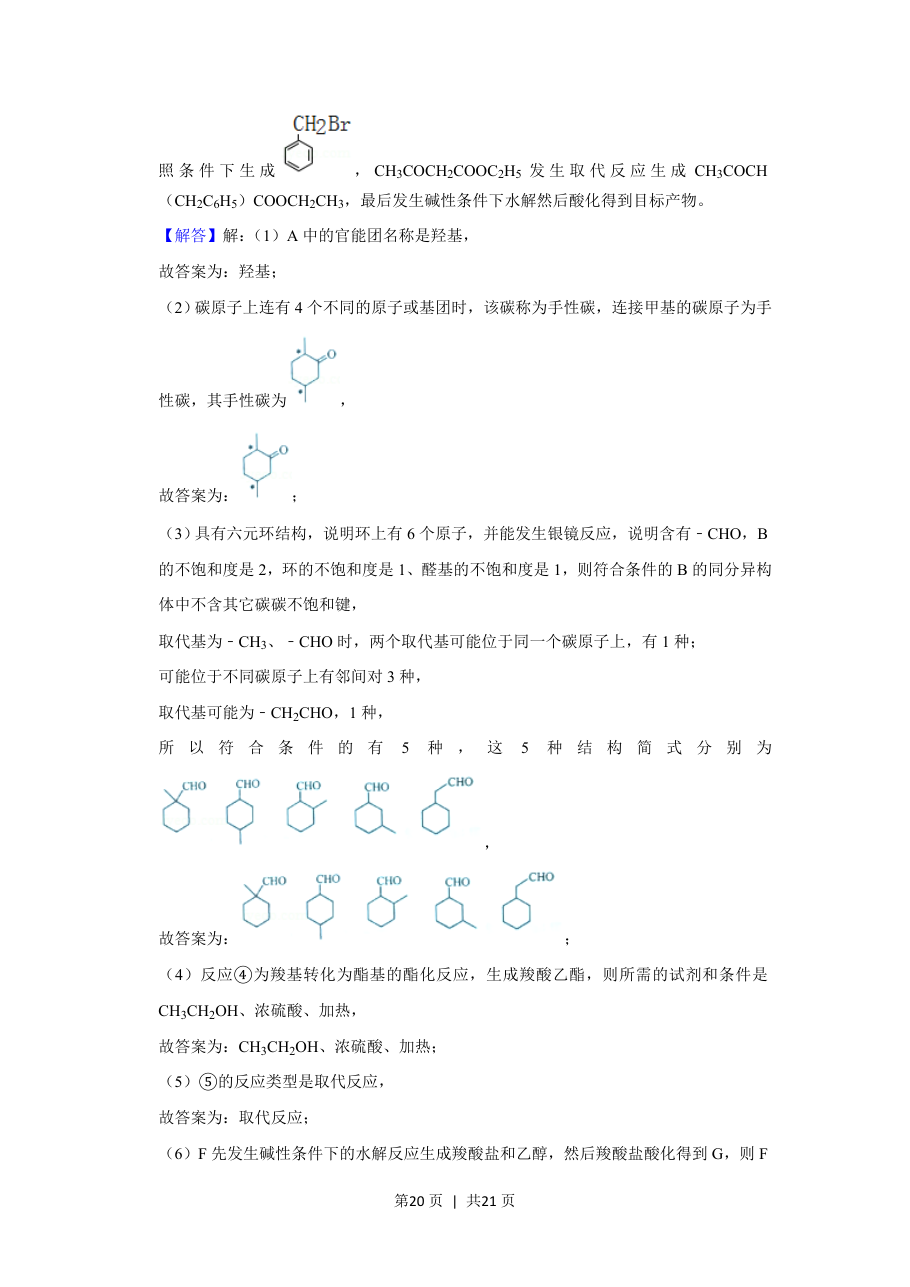 CH2Br
照条件下生成，CH3COCH2COOC2H5 发生取代反应生成 CH3COCH
（CH2C6H5）COOCH2CH3，最后发生碱性条件下水解然后酸化得到目标产物。
【解答】解：（1）A 中的官能团名称是羟基，
故答案为：羟基；
（2）碳原子上连有 4 个不同的原子或基团时，该碳称为手性碳，连接甲基的碳原子为手
O
性碳，其手性碳为，
O
故答案为：；
（3）具有六元环结构，说明环上有 6 个原子，并能发生银镜反应，说明含有﹣CHO，B
的不饱和度是 2，环的不饱和度是 1、醛基的不饱和度是 1，则符合条件的 B 的同分异构
体中不含其它碳碳不饱和键，
取代基为﹣CH3、﹣CHO 时，两个取代基可能位于同一个碳原子上，有 1 种；
可能位于不同碳原子上有邻间对 3 种，
取代基可能为﹣CH2CHO，1 种，
所以符合条件的有 5 种，这 5 种结构简式分别为
CHO CHO CHO CHO CHO
，
CHO CHO CHO CHO CHO
故答案为：；
（4）反应④为羧基转化为酯基的酯化反应，生成羧酸乙酯，则所需的试剂和条件是
CH3CH2OH、浓硫酸、加热，
故答案为：CH3CH2OH、浓硫酸、加热；
（5）⑤的反应类型是取代反应，
故答案为：取代反应；
（6）F 先发生碱性条件下的水解反应生成羧酸盐和乙醇，然后羧酸盐酸化得到 G，则 F
第20页 | 共21页